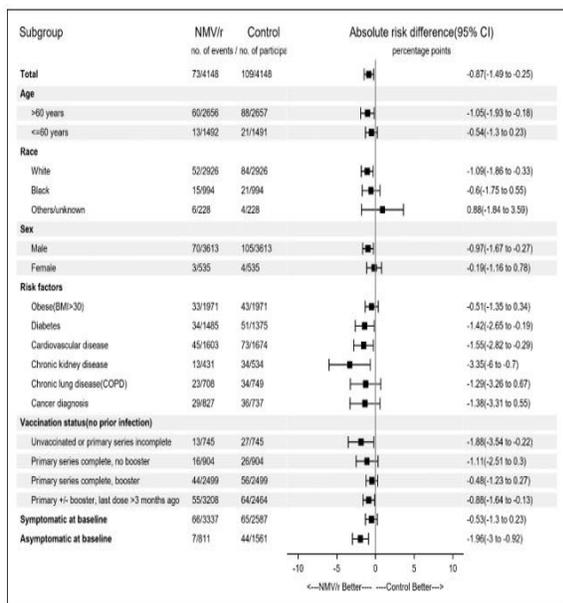 Subgroup NMV/r Control Absolute risk difference(95% CI)
no. of events / no. of participa percentage points
Total 73/4148 109/4148 -0.87(-1.49 to -0.25)
Age
>60 years 60/2656 88/2657 -1.05(-1.93 to -0.18)
<=60 years 13/1492 21/1491 -0.54(-1.3 to 0.23)
Race
White 52/2926 84/2926 -1.09(-1.86 to -0.33)
Black 15/994 21/994 -0.6(-1.75 to 0.55)
Others/unknown 6/228 4/228 0.88(-1.84 to 3.59)
Sex
Male 70/3613 105/3613 -0.97(-1.67 to -0.27)
Female 3/535 4/535 -0.19(-1.16 to 0.78)
Risk factors
Obese(BMI>30) 33/1971 43/1971 -0.51(-1.35 to 0.34)
Diabetes 34/1485 51/1375 -1.42(-2.65 to -0.19)
Cardiovascular disease 45/1603 73/1674 -1.55(-2.82 to -0.29)
Chronic kidney disease 13/431 34/534 -3.35(-6 to -0.7)
Chronic lung disease(COPD) 23/708 34/749 -1.29(-3.26 to 0.67)
Cancer diagnosis 29/827 36/737 -1.38(-3.31 to 0.55)
Vaccination status(no prior infection)
Unvaccinated or primary series incomplete 13/745 27/745 -1.88(-3.54 to -0.22)
Primary series complete, no booster 16/904 26/904 -1.11(-2.51 to 0.3)
Primary series complete, booster 44/2499 56/2499 -0.48(-1.23 to 0.27)
Primary +/- booster, last dose >3 months ago 55/3208 64/2464 -0.88(-1.64 to -0.13)
Symptomatic at baseline 66/3337 65/2587 -0.53(-1.3 to 0.23)
Asymptomatic at baseline 7/811 44/1561 -1.96(-3 to -0.92)
-10 -5 0 5 10
<---NMV/r Better---- ----Control Better--->